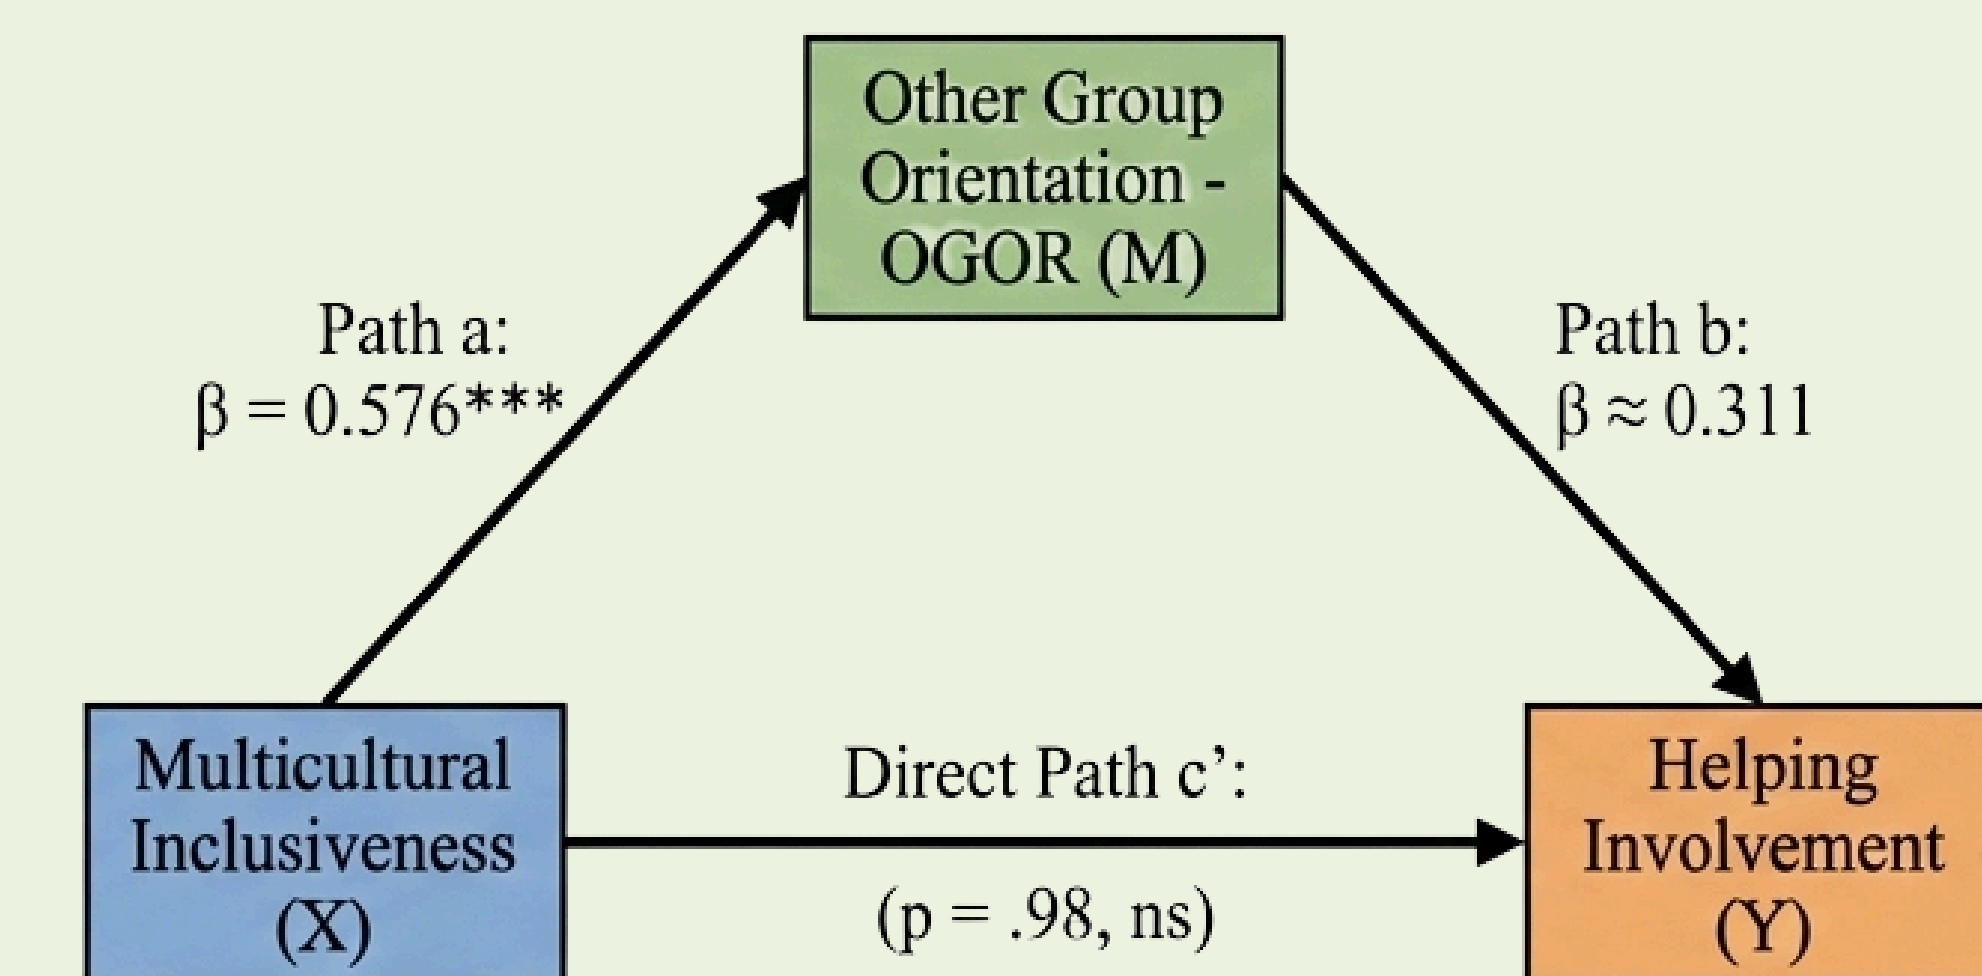 Other Group
Orientation -
OGOR (M)
Path a:
β = 0.576***
Path b:
β ≈ 0.311
Multicultural
Inclusiveness
(X)
Direct Path c’:
(p = .98, ns)
Helping
Involvement
(Y)